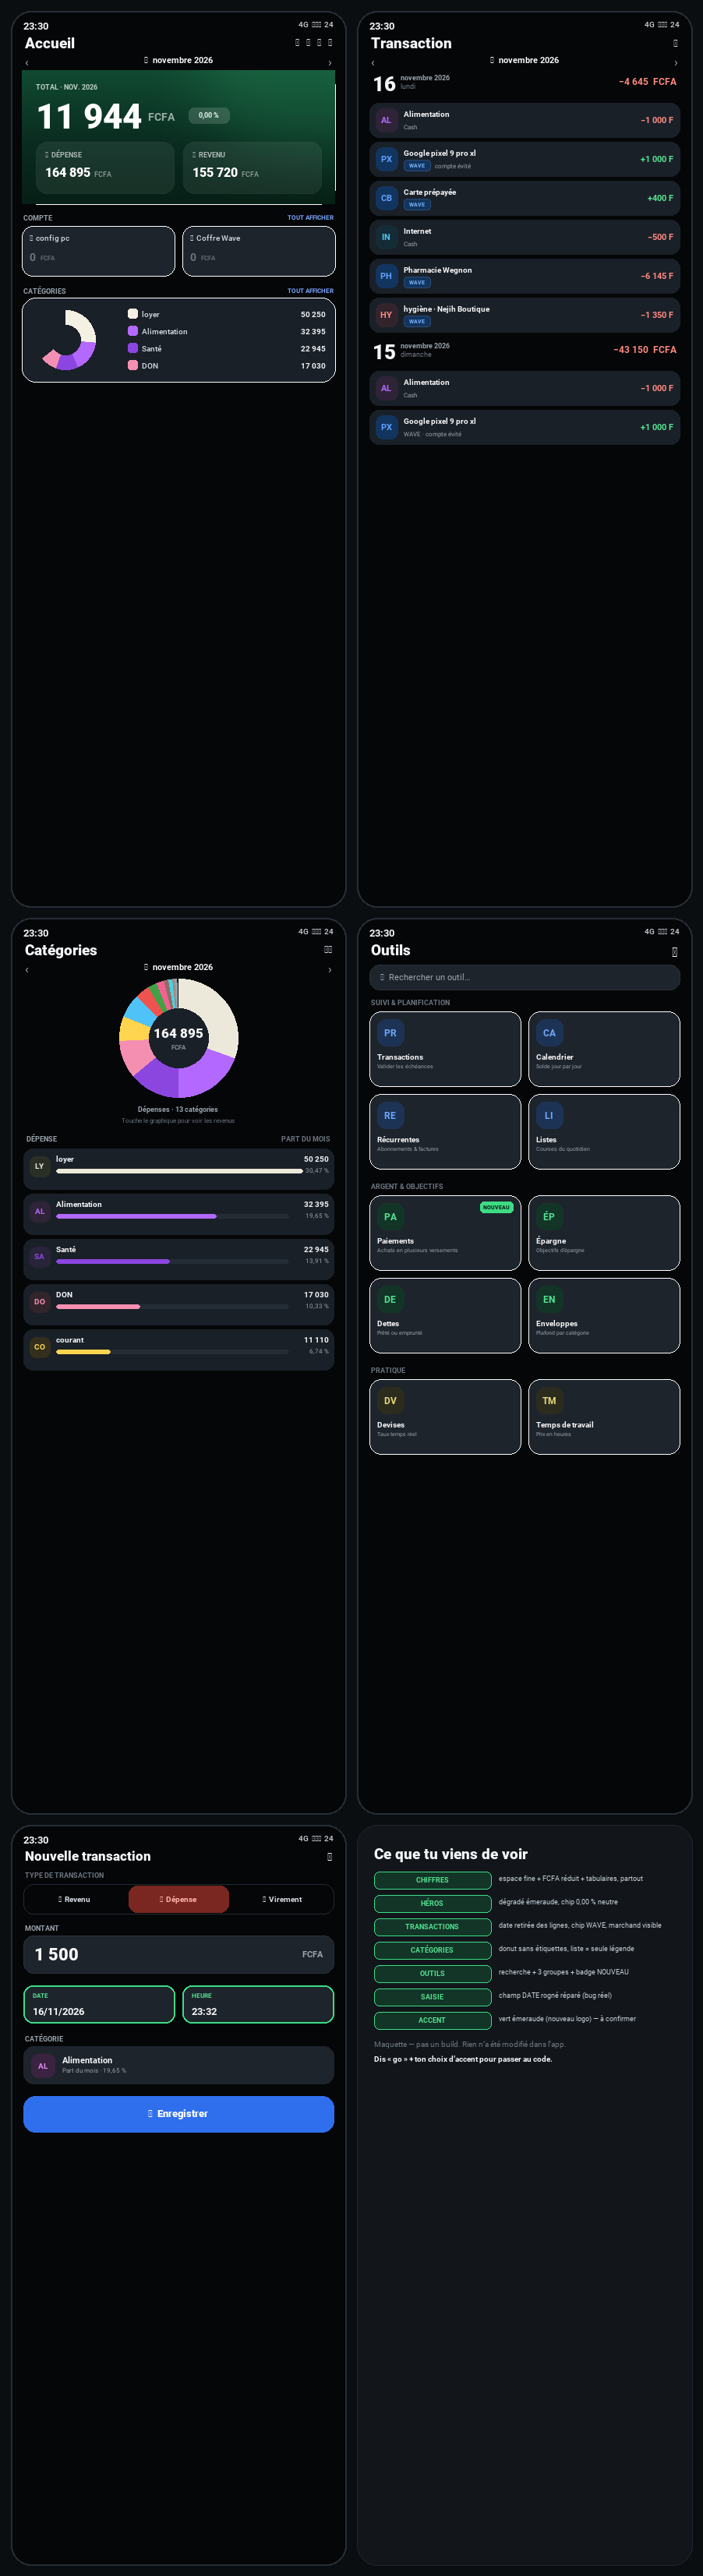 23:30
4G 24
Accueil
‹ novembre 2026 ›
TOTAL · NOV. 2026
11 944 FCFA 0,00 %
DÉPENSE
164 895 FCFA
REVENU
155 720 FCFA
COMPTE TOUT AFFICHER
config pc
0 FCFA
Coffre Wave
0 FCFA
CATÉGORIES TOUT AFFICHER
loyer 50 250
Alimentation 32 395
Santé 22 945
DON 17 030
23:30
4G 24
Transaction
‹ novembre 2026 ›
16 novembre 2026 −4 645 FCFA
lundi
AL Alimentation −1 000 F
Cash
PX Google pixel 9 pro xl +1 000 F
WAVE compte évité
CB Carte prépayée +400 F
WAVE
IN Internet −500 F
Cash
PH Pharmacie Wegnon −6 145 F
WAVE
HY hygiène · Nejih Boutique −1 350 F
WAVE
15 novembre 2026 −43 150 FCFA
dimanche
AL Alimentation −1 000 F
Cash
PX Google pixel 9 pro xl +1 000 F
WAVE · compte évité
23:30
4G 24
Catégories
‹ novembre 2026 ›
164 895
FCFA
Dépenses · 13 catégories
Touche le graphique pour voir les revenus
DÉPENSE PART DU MOIS
LY loyer 50 250
30,47 %
AL Alimentation 32 395
19,65 %
SA Santé 22 945
13,91 %
DO DON 17 030
10,33 %
CO courant 11 110
6,74 %
23:30
4G 24
Outils
Rechercher un outil…
SUIVI & PLANIFICATION
PR
Transactions
Valider les échéances
CA
Calendrier
Solde jour par jour
RE
Récurrentes
Abonnements & factures
LI
Listes
Courses du quotidien
ARGENT & OBJECTIFS
PA NOUVEAU
Paiements
Achats en plusieurs versements
ÉP
Épargne
Objectifs d'épargne
DE
Dettes
Prêté ou emprunté
EN
Enveloppes
Plafond par catégorie
PRATIQUE
DV
Devises
Taux temps réel
TM
Temps de travail
Prix en heures
23:30
4G 24
Nouvelle transaction
TYPE DE TRANSACTION
Revenu Dépense Virement
MONTANT
1 500 FCFA
DATE
16/11/2026
HEURE
23:32
CATÉGORIE
AL Alimentation
Part du mois · 19,65 %
Enregistrer
Ce que tu viens de voir
CHIFFRES espace fine + FCFA réduit + tabulaires, partout
HÉROS dégradé émeraude, chip 0,00 % neutre
TRANSACTIONS date retirée des lignes, chip WAVE, marchand visible
CATÉGORIES donut sans étiquettes, liste = seule légende
OUTILS recherche + 3 groupes + badge NOUVEAU
SAISIE champ DATE rogné réparé (bug réel)
ACCENT vert émeraude (nouveau logo) — à confirmer
Maquette — pas un build. Rien n'a été modifié dans l'app.
Dis « go » + ton choix d'accent pour passer au code.